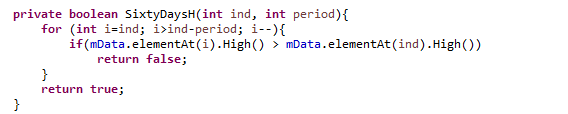 private boolean SixtyDaysH(int ind, int period){
    for (int i=ind; i>ind-period; i--){
        if(mData.elementAt(i).High() > mData.elementAt(ind).High())
            return false;
    }
    return true;
}